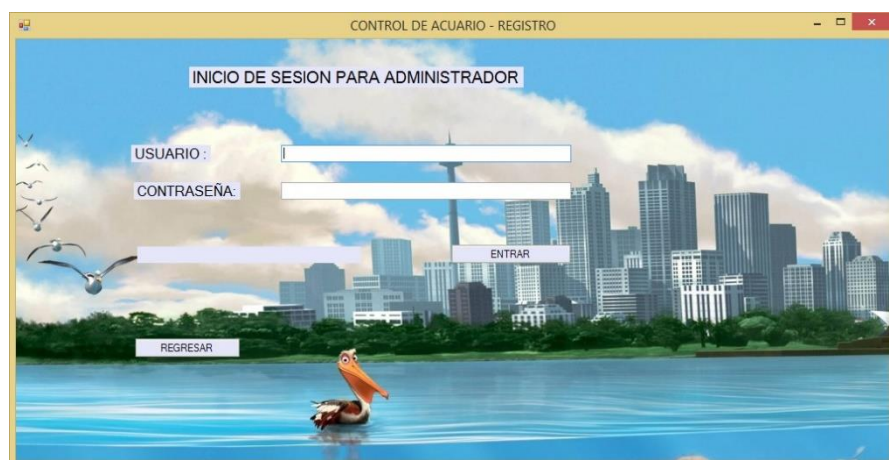 CONTROL DE ACUARIO - REGISTRO
INICIO DE SESION PARA ADMINISTRADOR
USUARIO :
CONTRASEÑA:
ENTRAR
REGRESAR